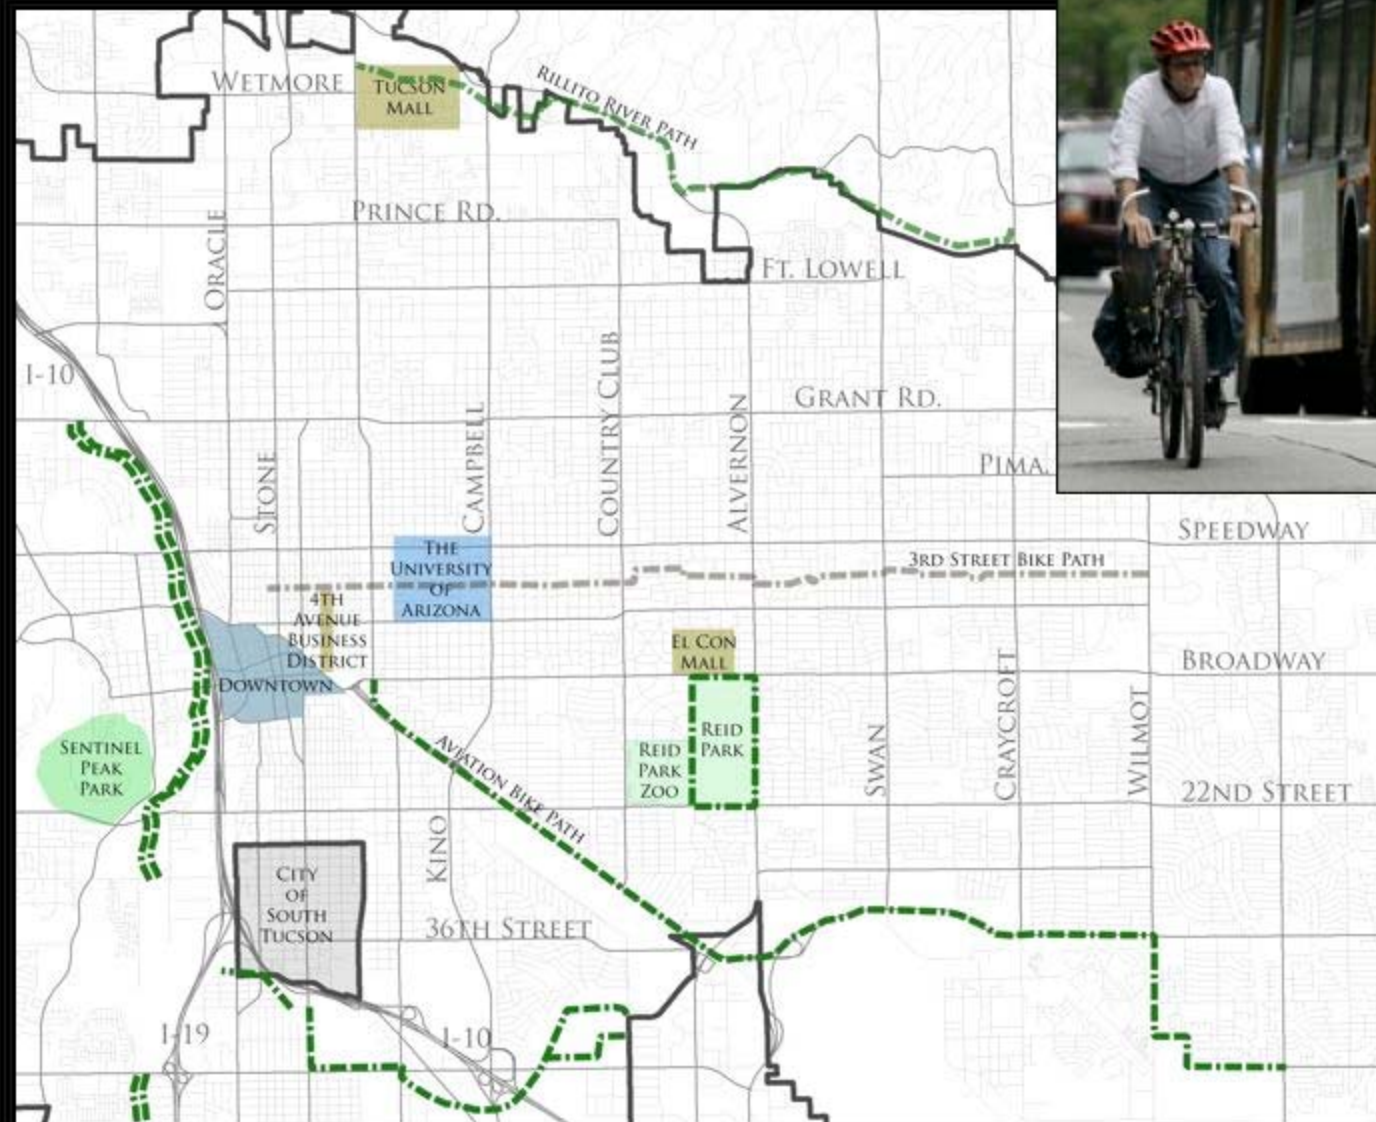 Wetmore
Tucson
Mall
Rillito River Path
Prince Rd.
Oracle
Ft. Lowell
I-10
Country Club
Grant Rd.
Campbell
Alvernon
Stone
Pima.
Speedway
The
University
of
Arizona
3rd Street Bike Path
4th
Avenue
Business
District
Downtown
El Con
Mall
Broadway
Reid
Park
Reid
Park
Zoo
Sentinel
Peak
Park
Aviation Bike Path
Swan
Craycroft
Wilmot
22nd Street
Kino
City
of
South
Tucson
36th Street
I-19
I-10